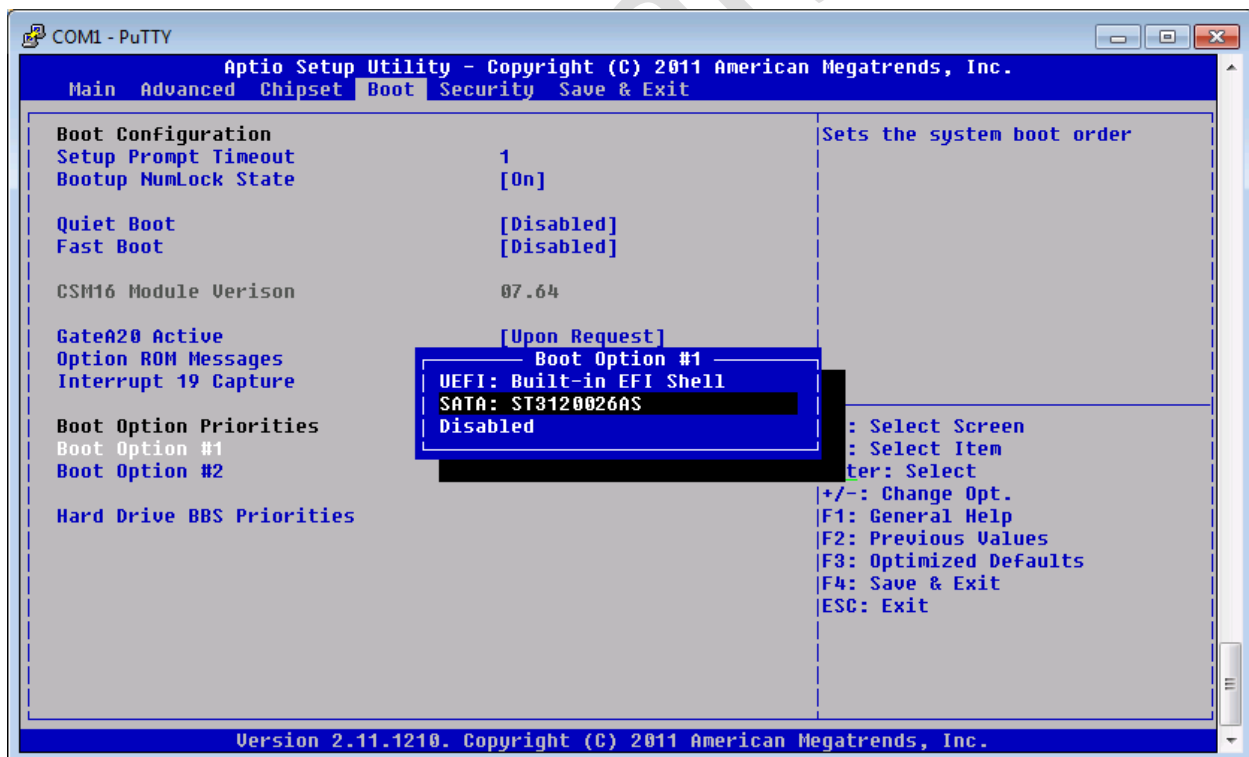 COM1 - PuTTY
Aptio Setup Utility - Copyright (C) 2011 American Megatrends, Inc.
Main Advanced Chipset Boot Security Save & Exit
Boot Configuration
Setup Prompt Timeout 1
Bootup NumLock State [On]
Quiet Boot [Disabled]
Fast Boot [Disabled]
CSM16 Module Verison 07.64
GateA20 Active [Upon Request]
Option ROM Messages
Interrupt 19 Capture
Boot Option Priorities
Boot Option #1
Boot Option #2
Hard Drive BBS Priorities
Boot Option #1
UEFI: Built-in EFI Shell
SATA: ST3120026AS
Disabled
Sets the system boot order
: Select Screen
: Select Item
ter: Select
+/-: Change Opt.
F1: General Help
F2: Previous Values
F3: Optimized Defaults
F4: Save & Exit
ESC: Exit
Version 2.11.1210. Copyright (C) 2011 American Megatrends, Inc.